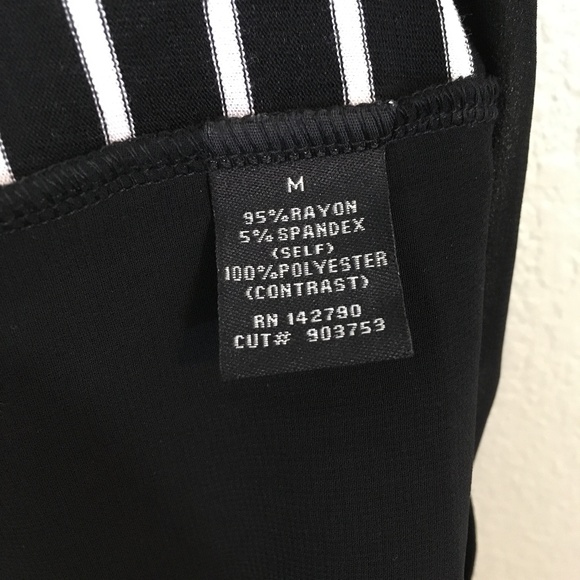 M
95%RAYON
5%SPANDEX
(SELF)
100%POLYESTER
(CONTRAST)
RN 142790
CUT# 903753